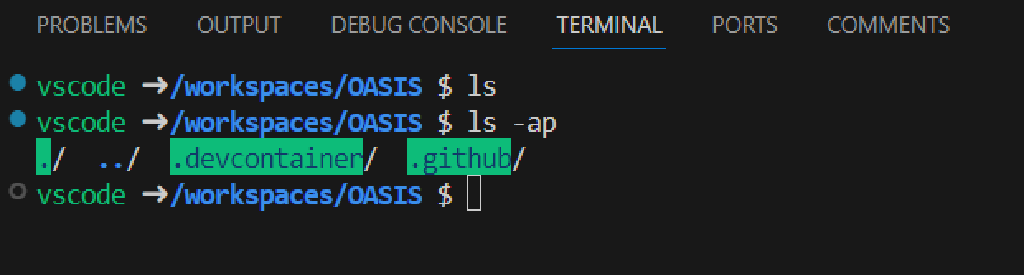 PROBLEMS OUTPUT DEBUG CONSOLE TERMINAL PORTS COMMENTS
vscode ➜/workspaces/OASIS $ ls
vscode ➜/workspaces/OASIS $ ls -ap
./ ../ .devcontainer/ .github/
vscode ➜/workspaces/OASIS $